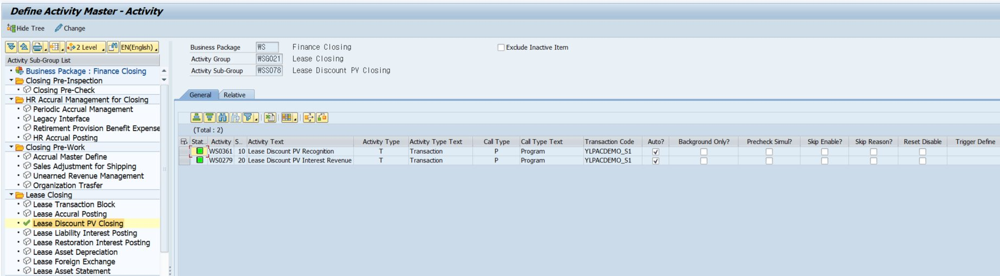 Define Activity Master - Activity
Hide Tree Change
2 Level EN(English)
Activity Sub-Group List
Business Package : Finance Closing
Closing Pre-Inspection
Closing Pre-Check
HR Accural Management for Closing
Periodic Accrual Management
Legacy Interface
Retirement Provision Benefit Expense
HR Accrual Posting
Closing Pre-Work
Accrual Master Define
Sales Adjustment for Shipping
Unearned Revenue Management
Organization Trasfer
Lease Closing
Lease Transaction Block
Lease Accural Posting
Lease Discount PV Closing
Lease Liability Interest Posting
Lease Restoration Interest Posting
Lease Asset Depreciation
Lease Foreign Exchange
Lease Asset Statement
Business Package WS Finance Closing Exclude Inactive Item
Activity Group WSG021 Lease Closing
Activity Sub-Group WSS078 Lease Discount PV Closing
General Relative
(Total : 2)
Stat.. Activity S... Activity Text Activity Type Activity Type Text Call Type Call Type Text Transaction Code Auto? Background Only? Precheck Simul? Skip Enable? Skip Reason? Reset Disable Trigger Define
WS0361 10 Lease Discount PV Recognition T Transaction P Program YLPACDEMO_S1
WS0279 20 Lease Discount PV Interest Revenue T Transaction P Program YLPACDEMO_S1